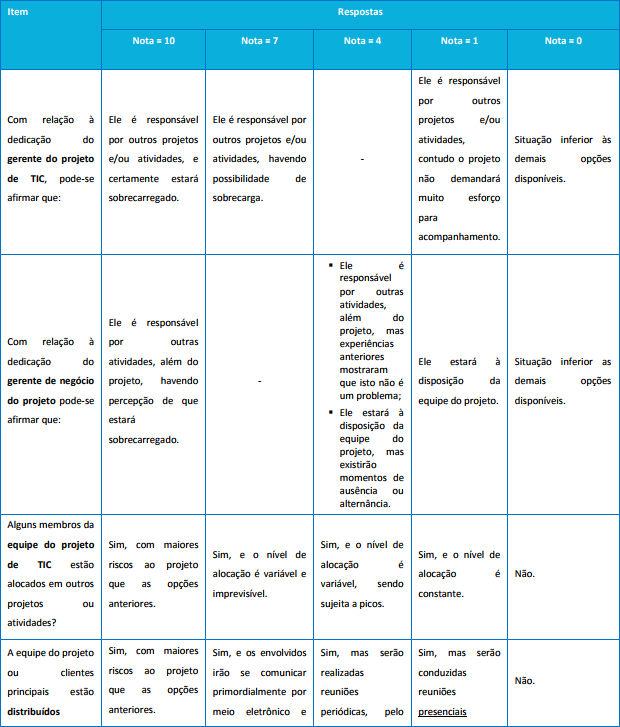 Item
Respostas
Nota = 10
Nota = 7
Nota = 4
Nota = 1
Nota = 0
Com relação à
dedicação do
gerente do projeto
de TIC, pode-se
afirmar que:
Ele é responsável
por outros projetos
e/ou atividades, e
certamente estará
sobrecarregado.
Ele é responsável por
outros projetos e/ou
atividades, havendo
possibilidade de
sobrecarga.
-
Ele é responsável
por outros
projetos e/ou
atividades,
contudo o projeto
não demandará
muito esforço
para
acompanhamento.
Situação inferior às
demais opções
disponíveis.
Com relação à
dedicação do
gerente de negócio
do projeto pode-se
afirmar que:
Ele é responsável
por outras
atividades, além do
projeto, havendo
percepção de que
estará
sobrecarregado.
-
▪ Ele é
responsável
por outras
atividades,
além do
projeto, mas
experiências
anteriores
mostraram
que isto não é
um problema;
▪ Ele estará à
disposição da
equipe do
projeto, mas
existirão
momentos de
ausência ou
alternância.
Ele estará à
disposição da
equipe do projeto.
Situação inferior as
demais opções
disponíveis.
Alguns membros da
equipe do projeto
de TIC estão
alocados em outros
projetos ou
atividades?
Sim, com maiores
riscos ao projeto
que as opções
anteriores.
Sim, e o nível de
alocação é variável e
imprevisível.
Sim, e o nível de
alocação é
variável, sendo
sujeita a picos.
Sim, e o nível de
alocação é
constante.
Não.
A equipe do projeto
ou clientes
principais estão
distribuídos
Sim, com maiores
riscos ao projeto
que as opções
anteriores.
Sim, e os envolvidos
irão se comunicar
primordialmente por
meio eletrônico e
Sim, mas serão
realizadas
reuniões
periódicas, pelo
Sim, mas serão
conduzidas
reuniões
presenciais
Não.